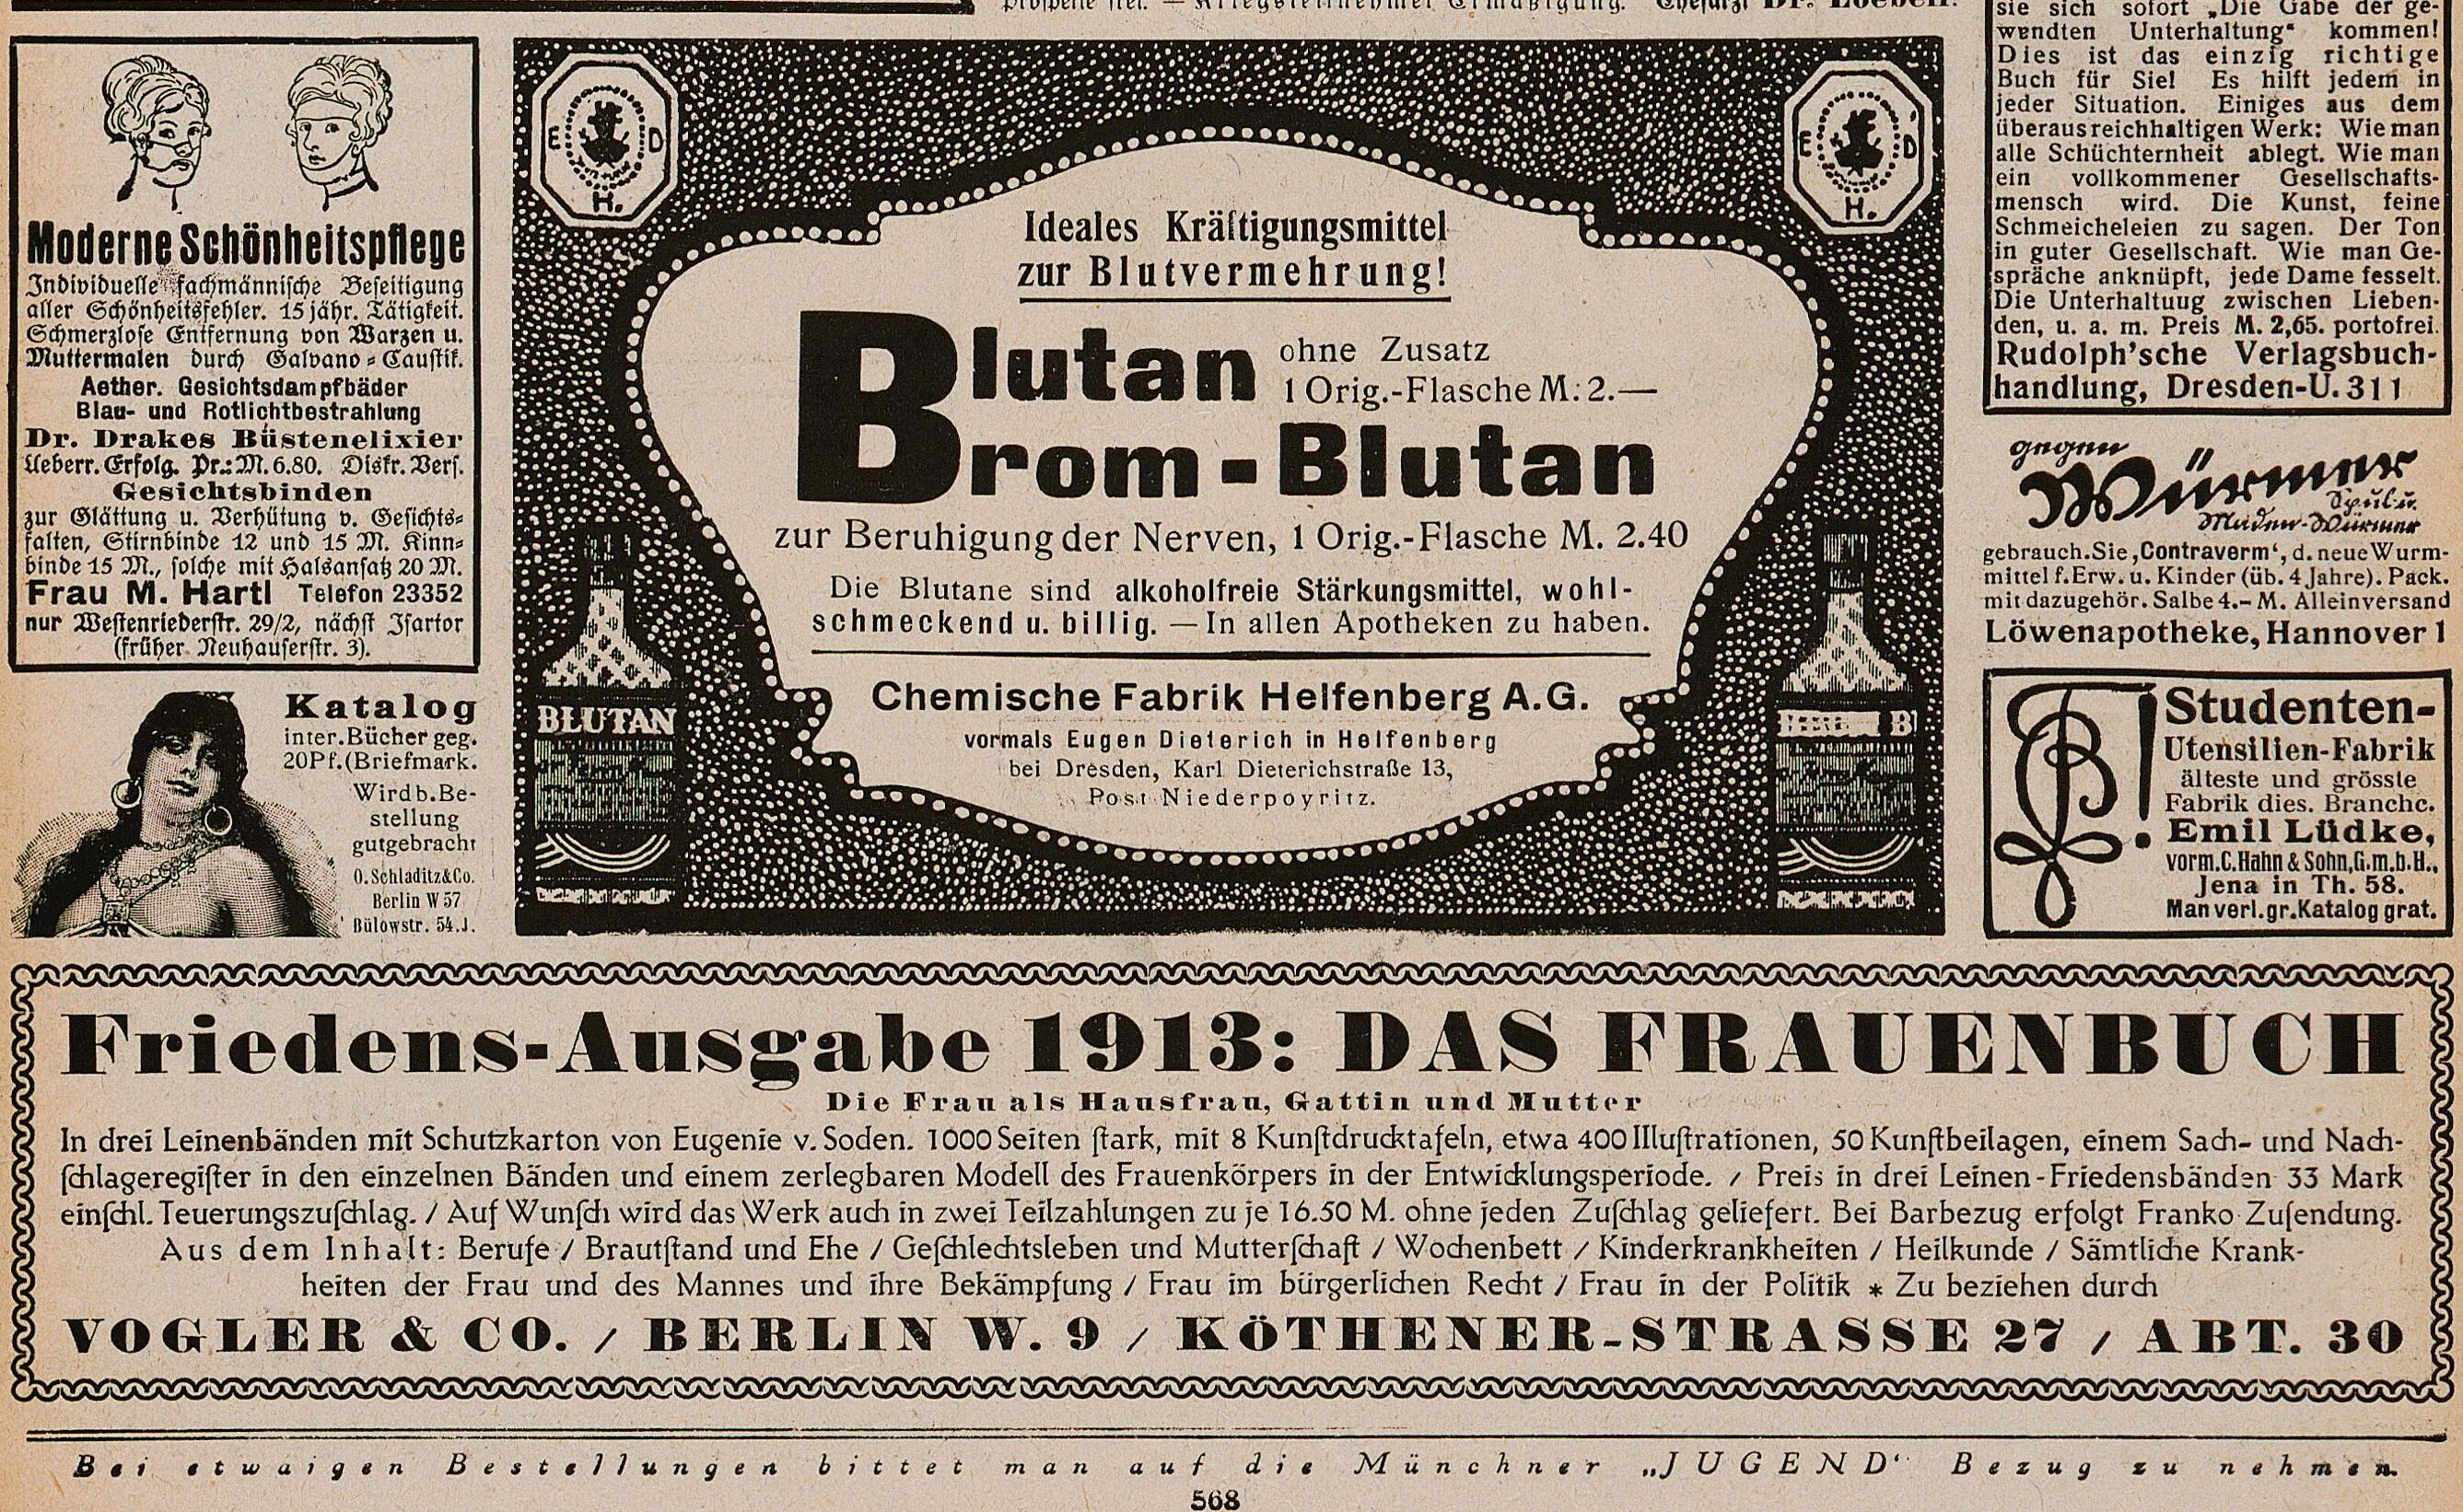 sie sich sofort „Die Gabe der ge-
wendten Unterhaltung“ kommen!
Dies ist das einzig richtige
Buch für Sie! Es hilft jedem in
jeder Situation. Einiges aus dem
überaus reichhaltigen Werk: Wie man
alle Schüchternheit ablegt. Wie man
ein vollkommener Gesellschafts-
mensch wird. Die Kunst, feine
Schmeicheleien zu sagen. Der Ton
in guter Gesellschaft. Wie man Ge-
spräche anknüpft, jede Dame fesselt.
Die Unterhaltuug zwischen Lieben-
den, u. a. m. Preis M. 2,65. portofrei.
Rudolph'sche Verlagsbuch-
handlung, Dresden-U. 311
Moderne Schönheitspflege
Individuelle fachmännische Beseitigung
aller Schönheitsfehler. 15 jähr. Tätigkeit.
Schmerzlose Entfernung von Warzen u.
Muttermalen durch Galvano-Caustik.
Aether. Gesichtsdampfbäder
Blau- und Rotlichtbestrahlung
Dr. Drakes Büstenelixier
Ueberr. Erfolg. Pr.: M. 6.80. Diskr. Vers.
Gesichtsbinden
zur Glättung u. Verhütung v. Gesichts-
falten, Stirnbinde 12 und 15 M. Kinn-
binde 15 M., solche mit Halsansatz 20 M.
Frau M. Hartl Telefon 23352
nur Westenriederstr. 29/2, nächst Isartor
(früher Neuhauserstr. 3).
Katalog
inter. Bücher geg.
20 Pf. (Briefmark.
Wird b. Be-
stellung
gutgebracht
O. Schladitz & Co.
Berlin W 57
Bülowstr. 54. J.
E D
H.
E D
H.
Ideales Kräftigungsmittel
zur Blutvermehrung!
Blutan ohne Zusatz
1 Orig.-Flasche M. 2.—
Brom-Blutan
zur Beruhigung der Nerven, 1 Orig.-Flasche M. 2.40
Die Blutane sind alkoholfreie Stärkungsmittel, wohl-
schmeckend u. billig. — In allen Apotheken zu haben.
Chemische Fabrik Helfenberg A.G.
vormals Eugen Dieterich in Helfenberg
bei Dresden, Karl Dieterichstraße 13,
Post Niederpoyritz.
BLUTAN
gegen
Würmer
Spul- u.
Maden-Würmer
gebrauch. Sie ‚Contraverm‘, d. neue Wurm-
mittel f. Erw. u. Kinder (üb. 4 Jahre). Pack.
mit dazugehör. Salbe 4.– M. Alleinversand
Löwenapotheke, Hannover 1
Studenten-
Utensilien-Fabrik
älteste und grösste
Fabrik dies. Branche.
Emil Lüdke,
vorm. C. Hahn & Sohn, G.m.b.H.,
Jena in Th. 58.
Man verl. gr. Katalog grat.
Friedens-Ausgabe 1913: DAS FRAUENBUCH
Die Frau als Hausfrau, Gattin und Mutter
In drei Leinenbänden mit Schutzkarton von Eugenie v. Soden. 1000 Seiten stark, mit 8 Kunstdrucktafeln, etwa 400 Illustrationen, 50 Kunstbeilagen, einem Sach- und Nach-
schlageregister in den einzelnen Bänden und einem zerlegbaren Modell des Frauenkörpers in der Entwicklungsperiode. / Preis in drei Leinen-Friedensbänden 33 Mark
einschl. Teuerungszuschlag. / Auf Wunsch wird das Werk auch in zwei Teilzahlungen zu je 16.50 M. ohne jeden Zuschlag geliefert. Bei Barbezug erfolgt Franko Zusendung.
Aus dem Inhalt: Berufe / Brautstand und Ehe / Geschlechtsleben und Mutterschaft / Wochenbett / Kinderkrankheiten / Heilkunde / Sämtliche Krank-
heiten der Frau und des Mannes und ihre Bekämpfung / Frau im bürgerlichen Recht / Frau in der Politik * Zu beziehen durch
VOGLER & CO. / BERLIN W. 9 / KÖTHENER-STRASSE 27 / ABT. 30
Bei etwaigen Bestellungen bittet man auf die Münchner „JUGEND“ Bezug zu nehmen.
568